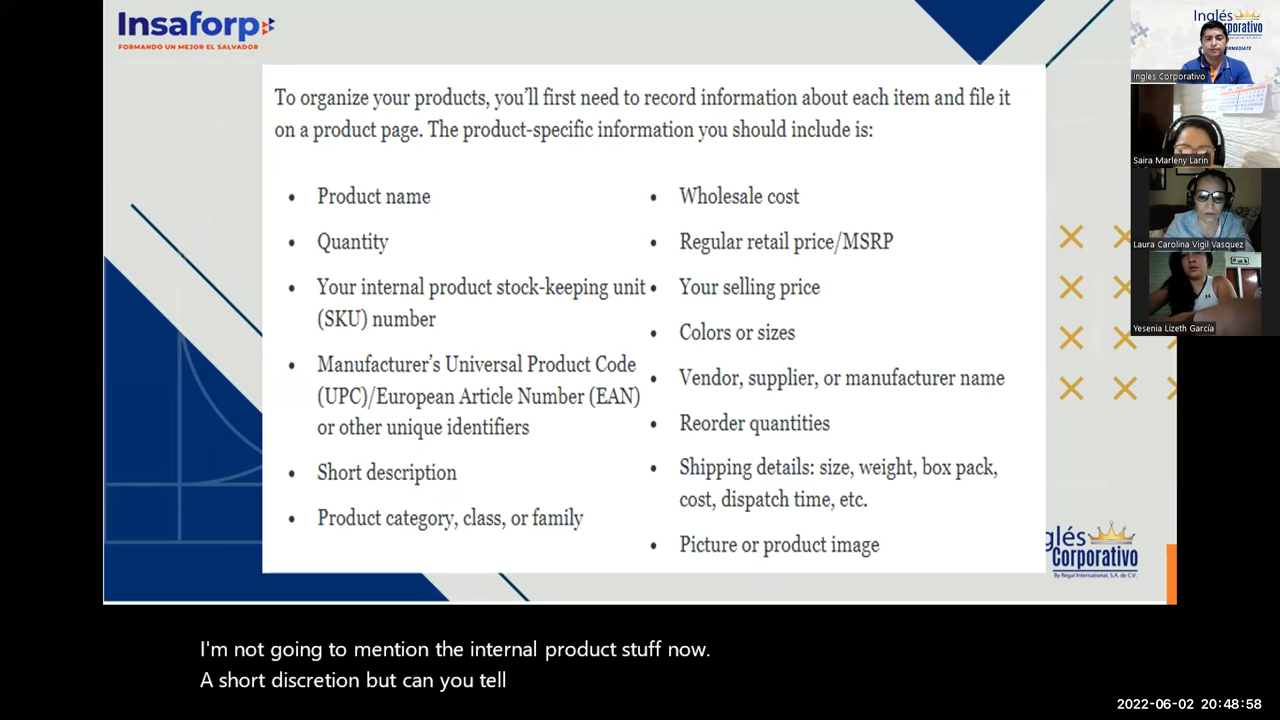 Insaforp
FORMANDO UN MEJOR EL SALVADOR
To organize your products, you'll first need to record information about each item and file it
on a product page. The product-specific information you should include is:
• Product name
• Quantity
• Your internal product stock-keeping unit
(SKU) number
• Manufacturer's Universal Product Code
(UPC)/European Article Number (EAN)
or other unique identifiers
• Short description
• Product category, class, or family
• Wholesale cost
• Regular retail price/MSRP
• Your selling price
• Colors or sizes
• Vendor, supplier, or manufacturer name
• Reorder quantities
• Shipping details: size, weight, box pack,
cost, dispatch time, etc.
• Picture or product image
glés
Corporativo
By Regal International, S.A. de C.V.
Inglés
orporativo
Ingles Corporativo
Saira Marleny Larin
Laura Carolina Vigil Vasquez
Yesenia Lizeth García
I'm not going to mention the internal product stuff now.
A short discretion but can you tell
2022-06-02 20:48:58